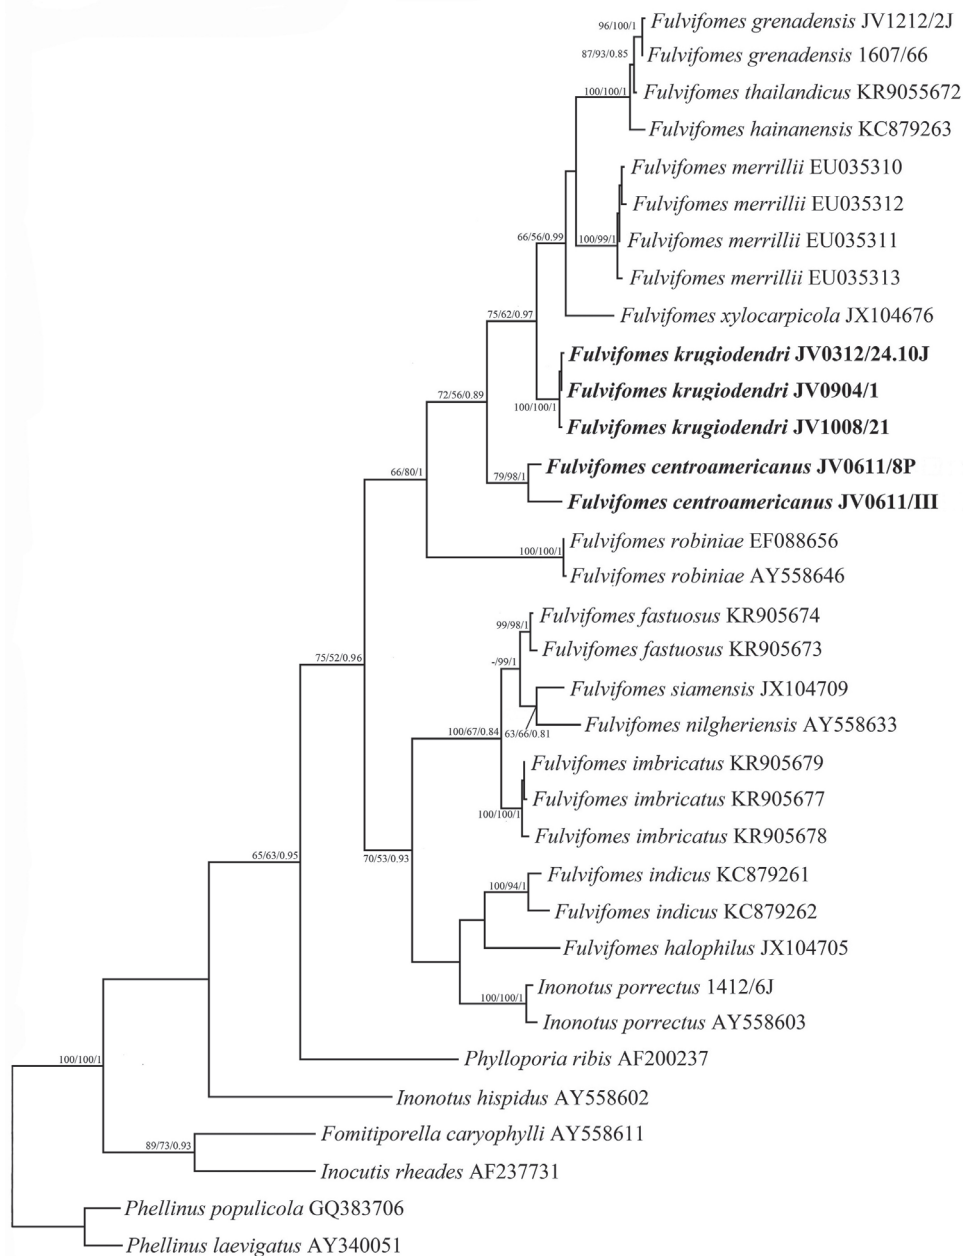 96/100/1
Fulvifomes grenadensis JV1212/2J
87/93/0.85
Fulvifomes grenadensis 1607/66
100/100/1
Fulvifomes thailandicus KR9055672
Fulvifomes hainanensis KC879263
Fulvifomes merrillii EU035310
Fulvifomes merrillii EU035312
66/56/0.99
100/99/1
Fulvifomes merrillii EU035311
Fulvifomes merrillii EU035313
75/62/0.97
Fulvifomes xylocarpicola JX104676
Fulvifomes krugiodendri JV0312/24.10J
72/56/0.89
Fulvifomes krugiodendri JV0904/1
100/100/1
Fulvifomes krugiodendri JV1008/21
66/80/1
Fulvifomes centroamericanus JV0611/8P
79/98/1
Fulvifomes centroamericanus JV0611/III
Fulvifomes robiniae EF088656
100/100/1
Fulvifomes robiniae AY558646
Fulvifomes fastuosus KR905674
99/98/1
Fulvifomes fastuosus KR905673
75/52/0.96
-/99/1
Fulvifomes siamensis JX104709
Fulvifomes nilgheriensis AY558633
100/67/0.84
63/66/0.81
Fulvifomes imbricatus KR905679
Fulvifomes imbricatus KR905677
100/100/1
Fulvifomes imbricatus KR905678
65/63/0.95
70/53/0.93
Fulvifomes indicus KC879261
100/94/1
Fulvifomes indicus KC879262
Fulvifomes halophilus JX104705
Inonotus porrectus 1412/6J
100/100/1
Inonotus porrectus AY558603
100/100/1
Phylloporia ribis AF200237
Inonotus hispidus AY558602
Fomitiporella caryophylli AY558611
89/73/0.93
Inocutis rheades AF237731
Phellinus populicola GQ383706
Phellinus laevigatus AY340051